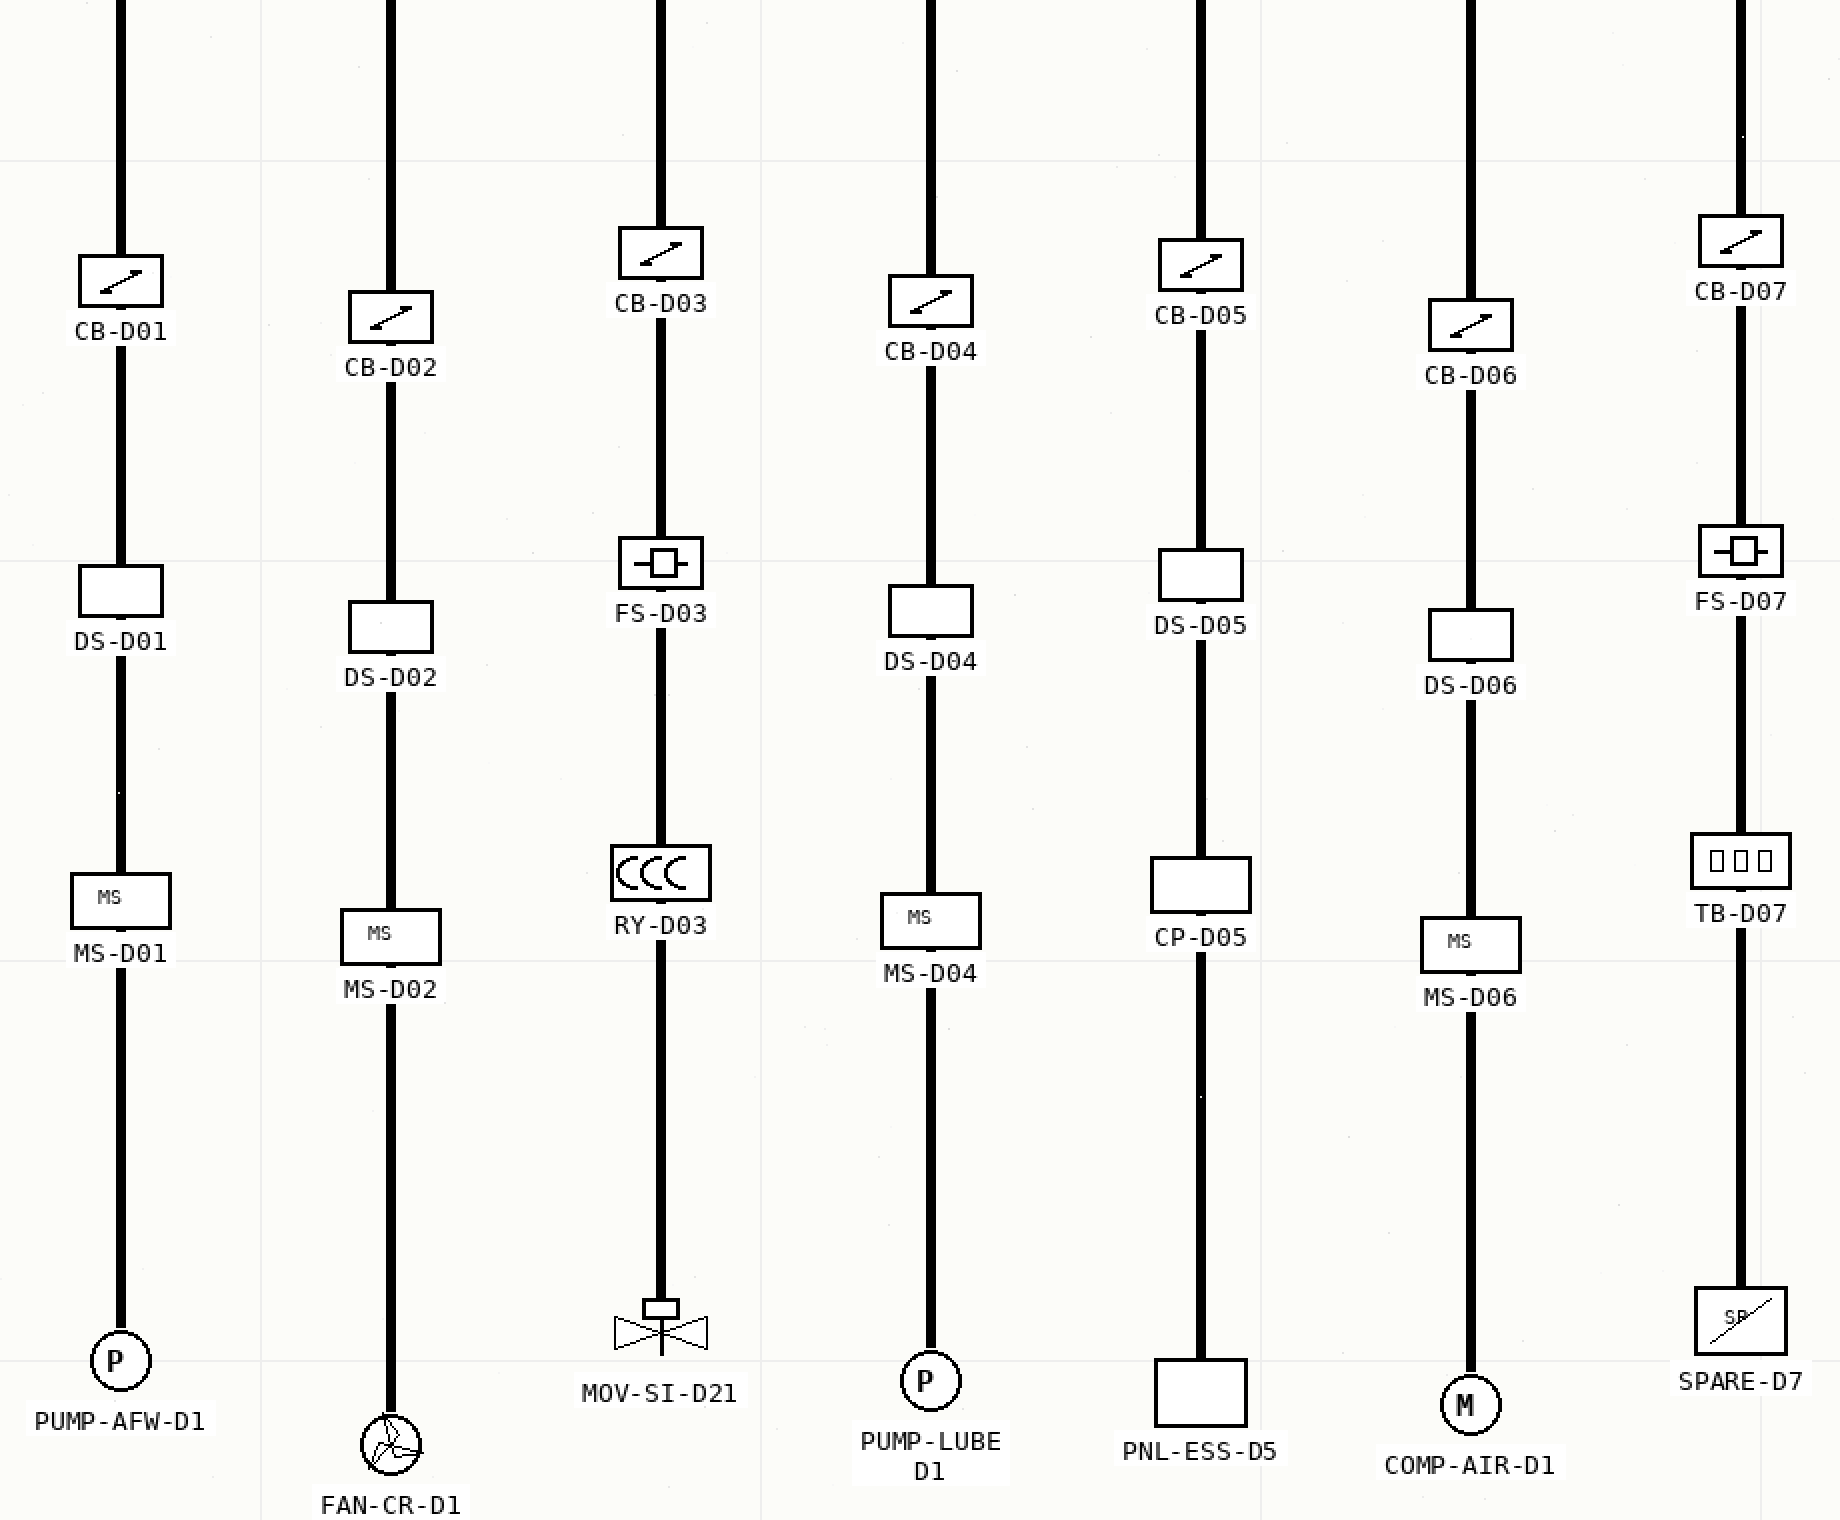 CB-D01
DS-D01
MS
MS-D01
P
PUMP-AFW-D1
CB-D02
DS-D02
MS
MS-D02
FAN-CR-D1
CB-D03
FS-D03
RY-D03
MOV-SI-D21
CB-D04
DS-D04
MS
MS-D04
P
PUMP-LUBE
D1
CB-D05
DS-D05
CP-D05
PNL-ESS-D5
CB-D06
DS-D06
MS
MS-D06
M
COMP-AIR-D1
CB-D07
FS-D07
TB-D07
SP
SPARE-D7